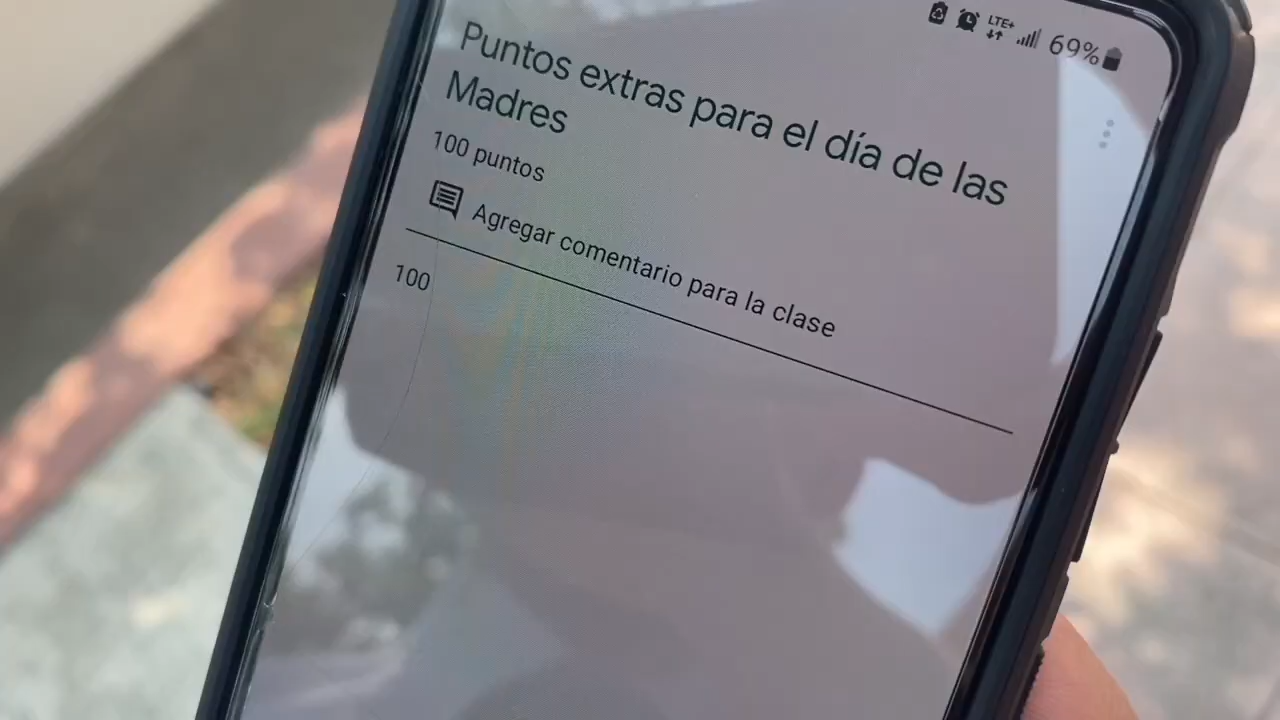 LTE+
69%
Puntos extras para el día de las
Madres
100 puntos
Agregar comentario para la clase
100